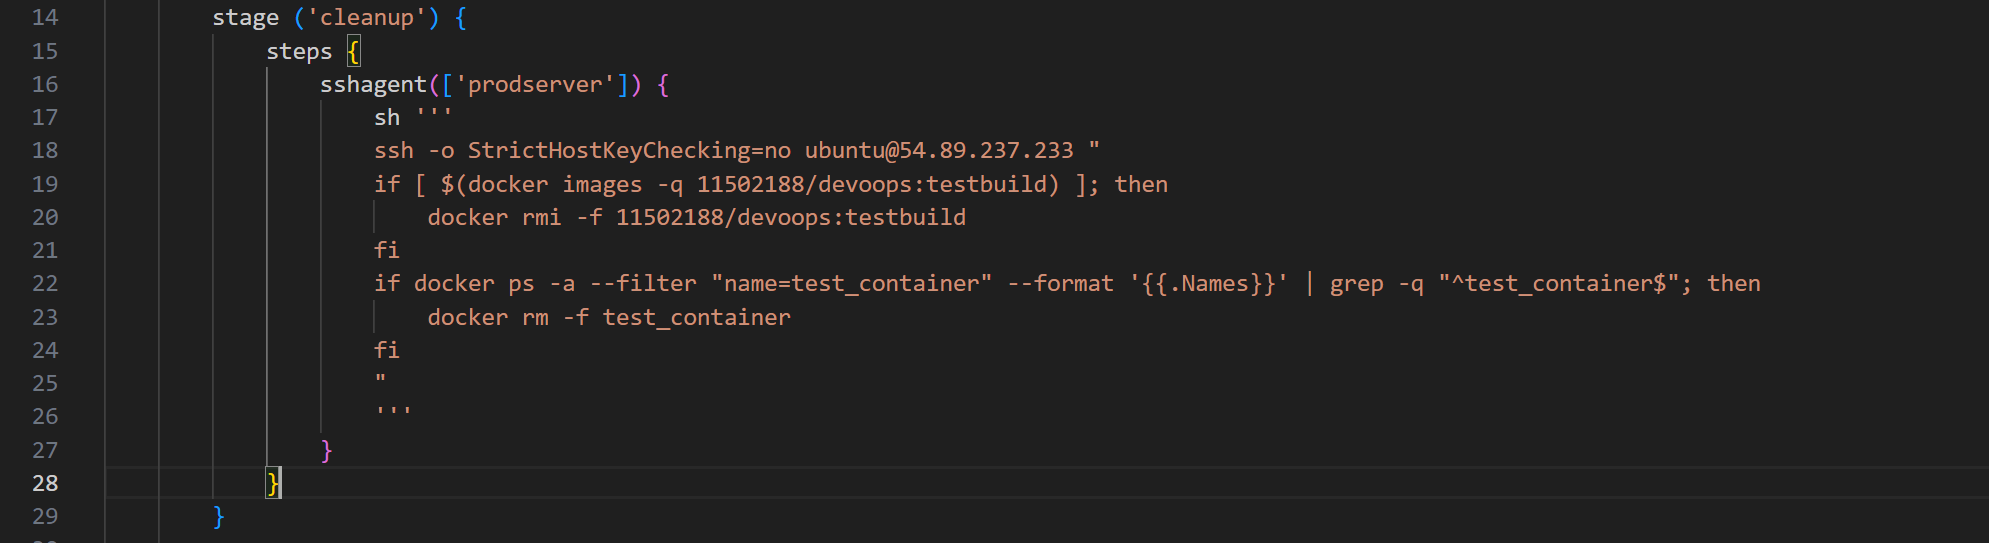 14 stage ('cleanup') {
15 steps {
16 sshagent(['prodserver']) {
17 sh '''
18 ssh -o StrictHostKeyChecking=no ubuntu@54.89.237.233 "
19 if [ $(docker images -q 11502188/devoops:testbuild) ]; then
20 docker rmi -f 11502188/devoops:testbuild
21 fi
22 if docker ps -a --filter "name=test_container" --format '{{.Names}}' | grep -q "^test_container$"; then
23 docker rm -f test_container
24 fi
25 "
26 '''
27 }
28 }
29 }